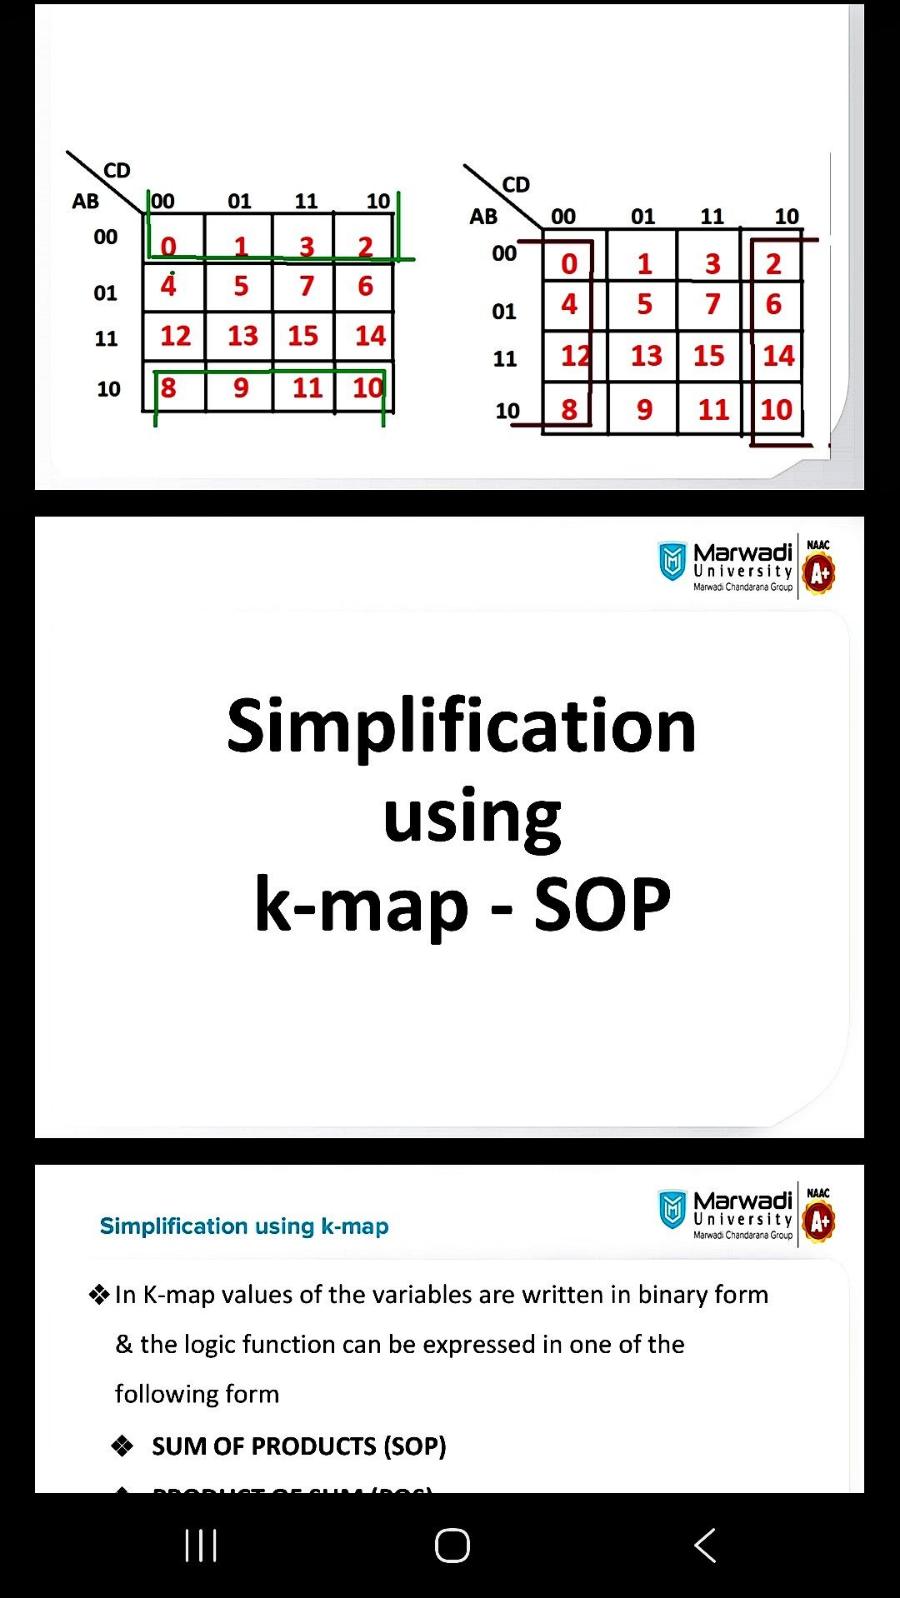 CD
AB 00 01 11 10
00 0 1 3 2
01 4 5 7 6
11 12 13 15 14
10 8 9 11 10
CD
AB 00 01 11 10
00 0 1 3 2
01 4 5 7 6
11 12 13 15 14
10 8 9 11 10
Marwadi
University
Marwadi Chandarana Group
NAAC
A+
Simplification
using
k-map - SOP
Simplification using k-map
Marwadi
University
Marwadi Chandarana Group
NAAC
A+
❖ In K-map values of the variables are written in binary form
& the logic function can be expressed in one of the
following form
❖ SUM OF PRODUCTS (SOP)
PRODUCT OF SUM (POS)